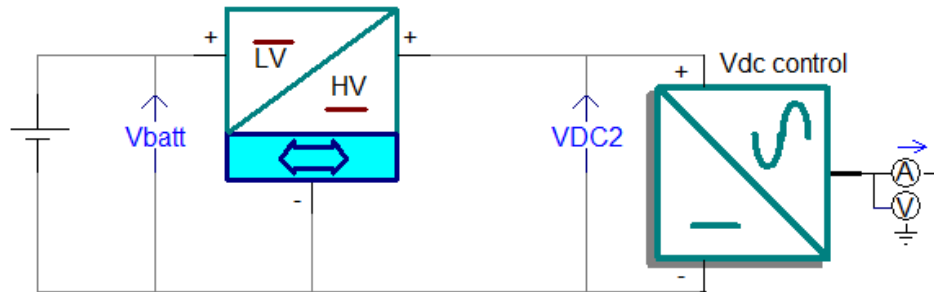 +
LV
+
HV
-
Vbatt
VDC2
+
Vdc control
-
A
V